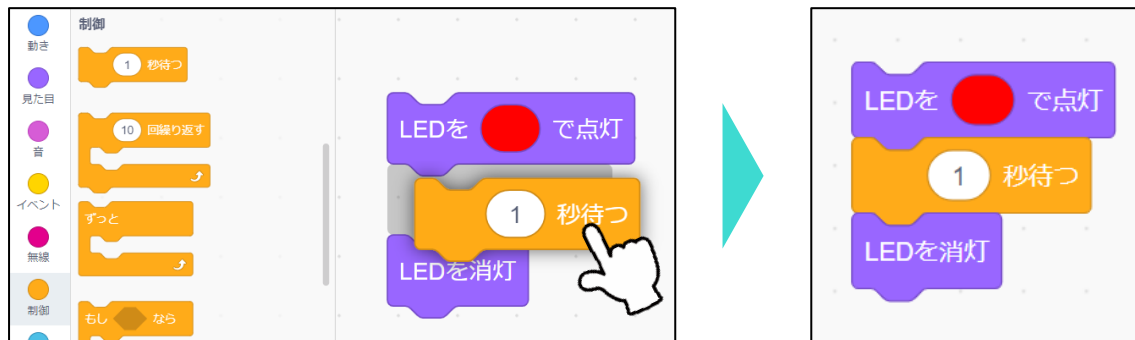 制御
動き
見た目
音
イベント
無線
制御
1 秒待つ
10 回繰り返す
ずっと
もし なら
LEDを で点灯
1 秒待つ
LEDを消灯
LEDを で点灯
1 秒待つ
LEDを消灯